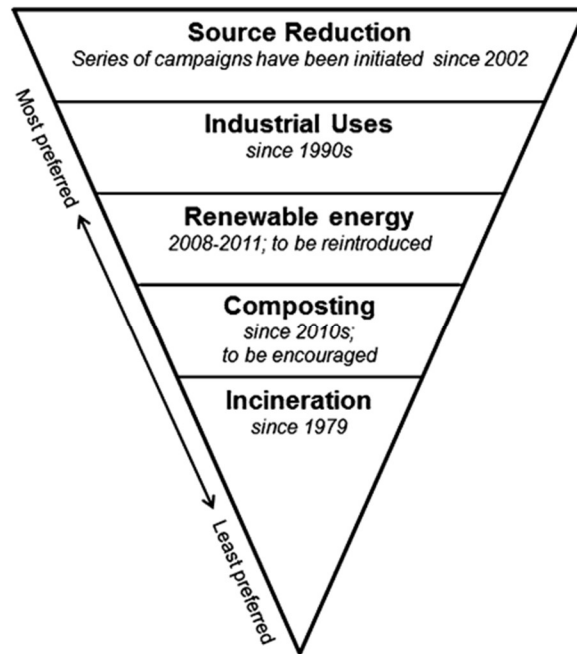 Source Reduction
Series of campaigns have been initiated since 2002
Industrial Uses
since 1990s
Renewable energy
2008-2011; to be reintroduced
Composting
since 2010s;
to be encouraged
Incineration
since 1979
Most preferred
Least preferred